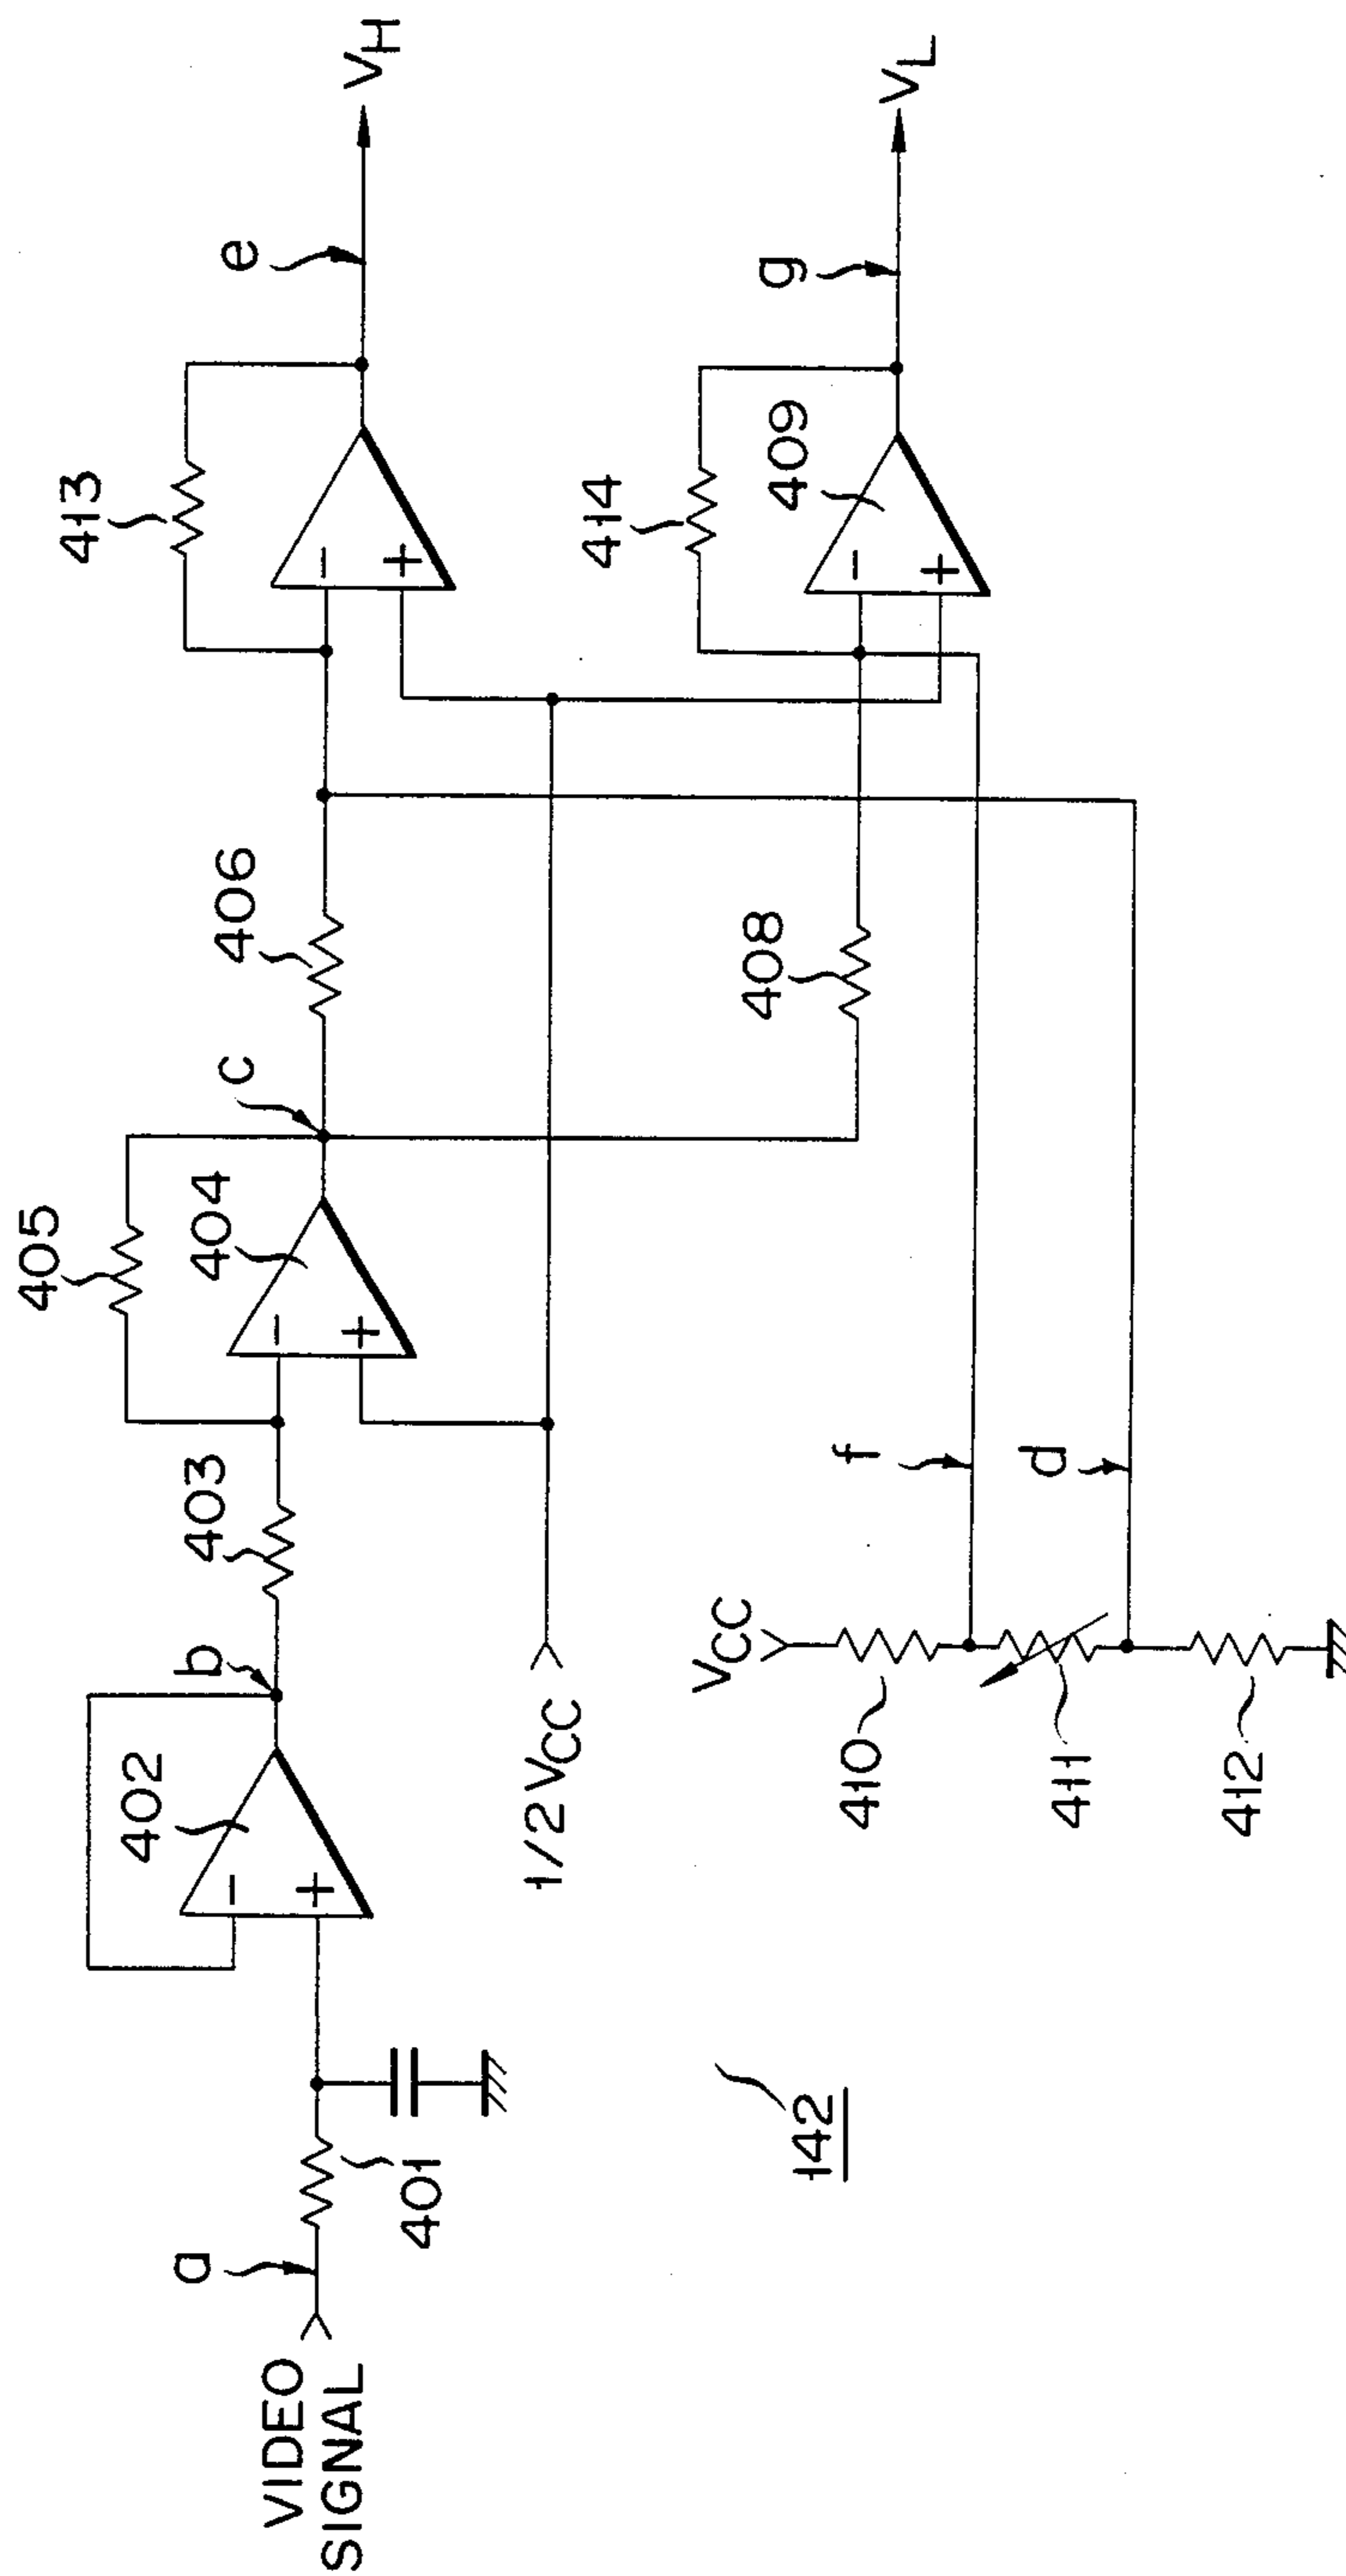 VIDEO
SIGNAL
a
401
402
b
403
404
405
c
406
413
e
VH
1/2 VCC
408
414
409
g
VL
VCC
410
411
412
f
d
142
−
+
−
+
−
+
−
+